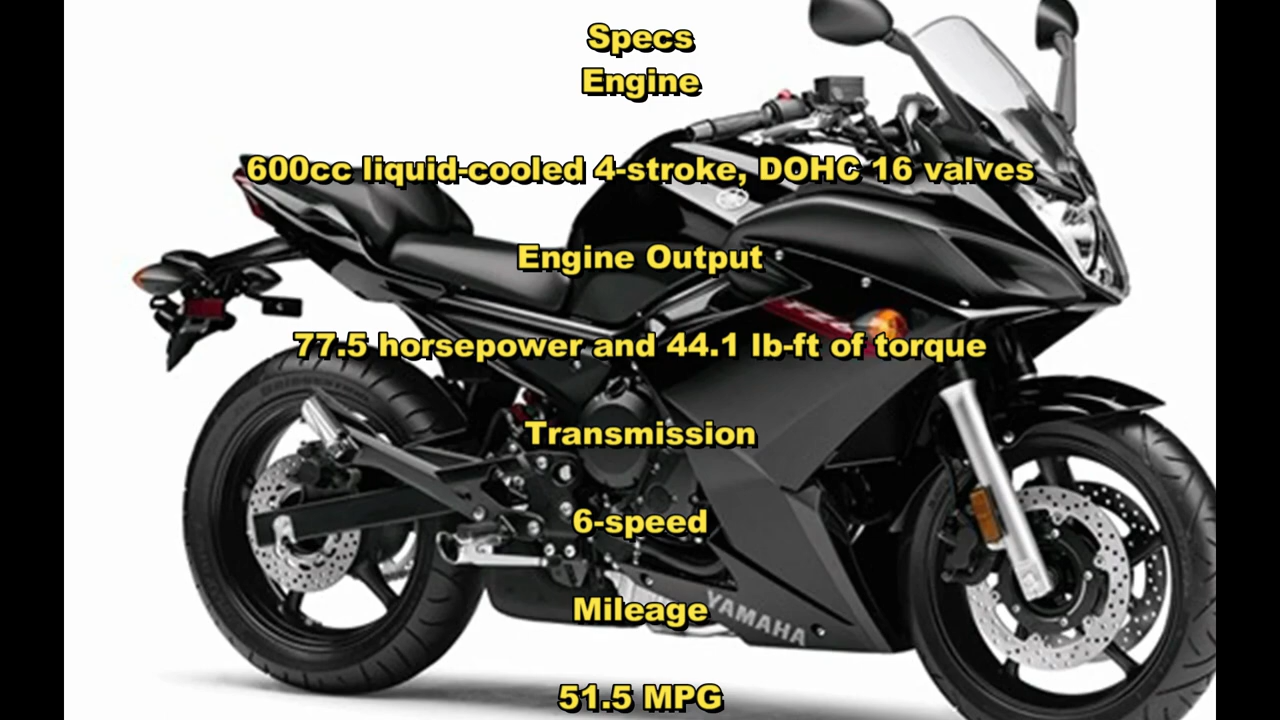 Specs
Engine
600cc liquid-cooled 4-stroke, DOHC 16 valves
Engine Output
77.5 horsepower and 44.1 lb-ft of torque
Transmission
6-speed
Mileage
YAMAHA
51.5 MPG